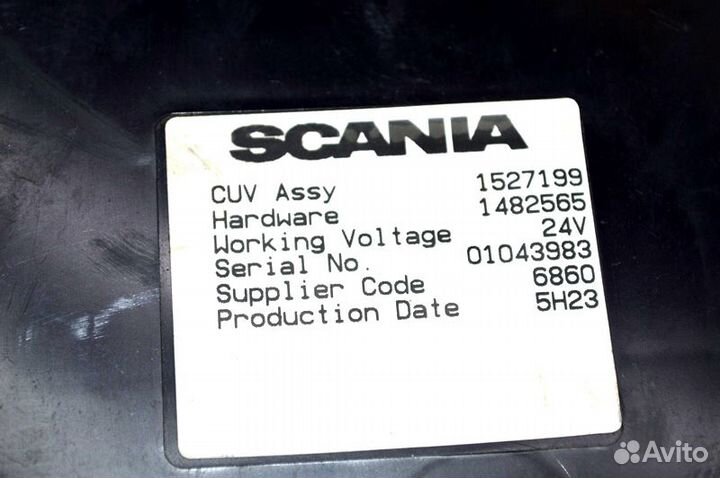 SCANIA
CUV Assy 1527199
Hardware 1482565
Working Voltage 24V
Serial No. 01043983
Supplier Code 6860
Production Date 5H23
Avito